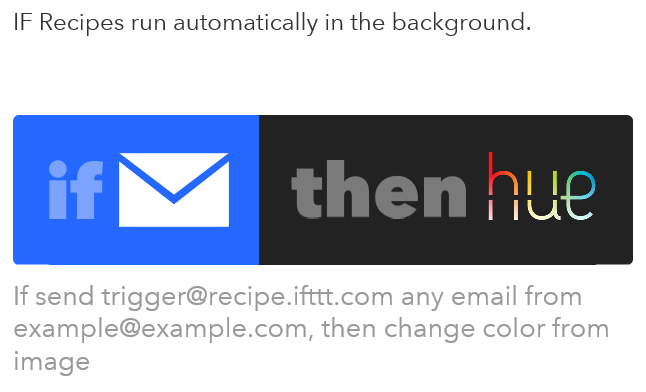 IF Recipes run automatically in the background.
if then hue
If send trigger@recipe.ifttt.com any email from
example@example.com, then change color from
image